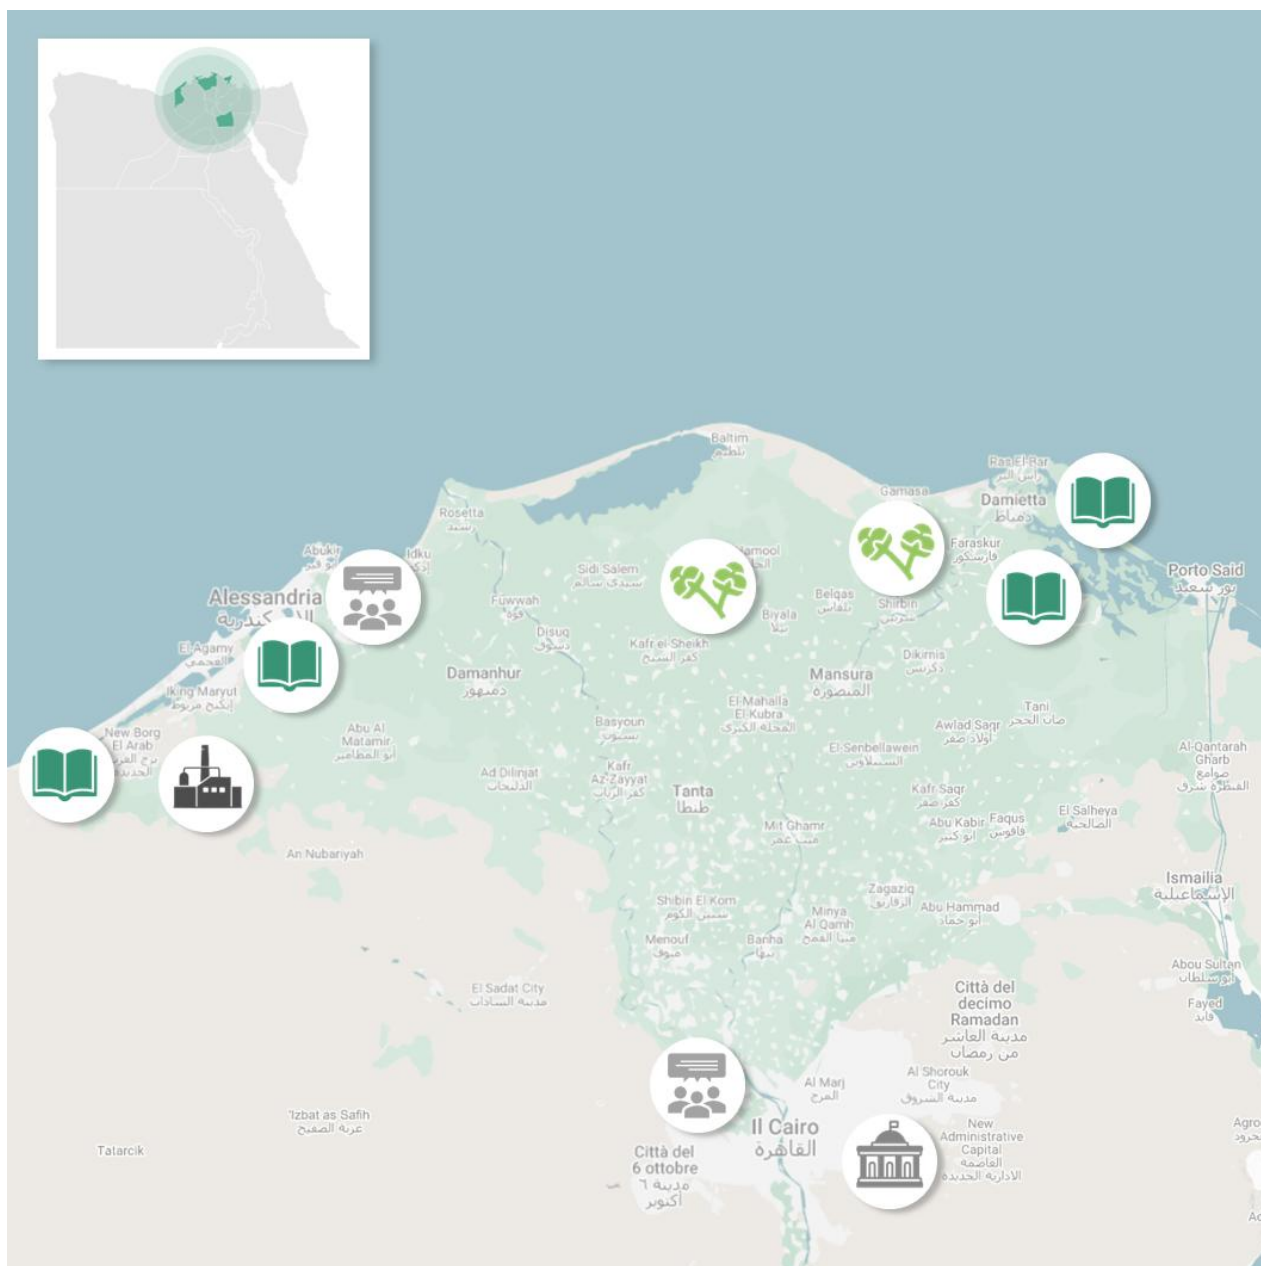 Baltim
بلطيم
Ras El-Bar
رأس البر
Damietta
دمياط
Gamasa
Rosetta
رشيد
Faraskur
فارسكور
Abukir
أبو قير
Idku
إدكو
Porto Said
بور سعيد
Sidi Salem
سيدي سالم
Alessandria
Fuwwah
فوة
Belqas
بلقاس
Shirbin
شربين
Biyala
بيلا
Disuq
دسوق
Kafr el-Sheikh
كفر الشيخ
El Agamy
العجمي
Dikirnis
دكرنس
Damanhur
دمنهور
Mansura
المنصورة
Iking Maryut
إيكنج مريوط
El-Mahalla
El-Kubra
المحلة الكبرى
Tani
صان الحجر
New Borg
El Arab
Abu Al
Matamir
أبو المطامير
Basyoun
بسيون
Awlad Saqr
أولاد صقر
El-Senbellawein
السنبلاوين
Al-Qantarah
Gharb
Kafr
Az-Zayyat
كفر الزيات
Ad Dilinjat
الدلنجات
Tanta
طنطا
Kafr Saqr
كفر صقر
El Salheya
الصالحية
Mit Ghamr
ميت غمر
Abu Kabir
أبو كبير
Faqus
فاقوس
An Nubariyah
Ismailia
الإسماعيلية
Zagazig
الزقازيق
Shibin El Kom
شبين الكوم
Minya
Al Qamh
منيا القمح
Abu Hammad
أبو حماد
Menouf
منوف
Banha
بنها
Abou Sultan
أبو سلطان
El Sadat City
مدينة السادات
Città del
decimo
Ramadan
مدينة العاشر
من رمضان
Fayed
فايد
Al Marj
المرج
Al Shorouk
City
مدينة الشروق
'Izbat as Safih
عزبة الصفيح
Il Cairo
القاهرة
New
Administrative
Capital
العاصمة
الادارية الجديدة
Agro
Tatarcik
Città del
6 ottobre
مدينة ٦
أكتوبر